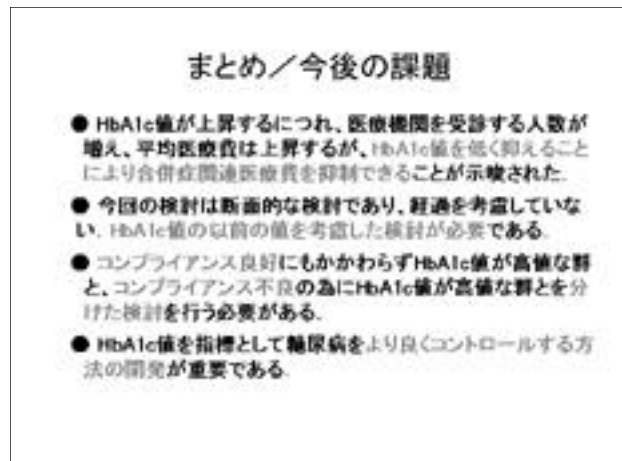 まとめ／今後の課題
● HbA1c値が上昇するにつれ、医療機関を受診する人数が
増え、平均医療費は上昇するが、HbA1c値を低く抑えること
により合併症関連医療費を抑制できることが示唆された.
● 今回の検討は断面的な検討であり、経過を考慮していな
い. HbA1c値の以前の値を考慮した検討が必要である.
● コンプライアンス良好にもかかわらずHbA1c値が高値な群
と、コンプライアンス不良の為にHbA1c値が高値な群とを分
けた検討を行う必要がある.
● HbA1c値を指標として糖尿病をより良くコントロールする方
法の開発が重要である.